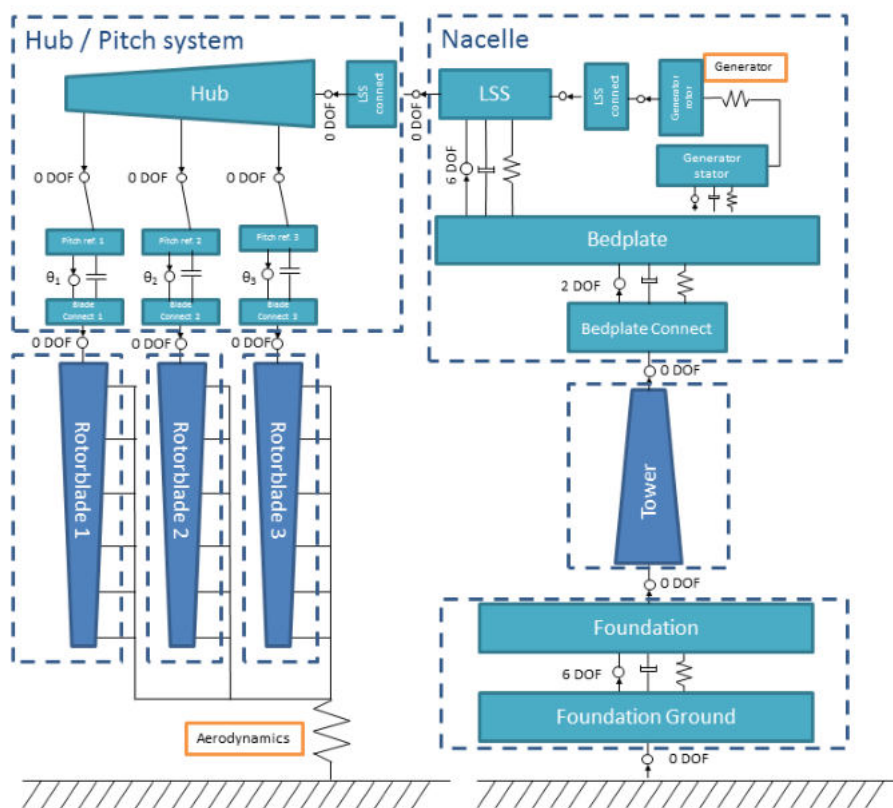 Hub / Pitch system
Nacelle
Hub
LSS
connect
0 DOF
0 DOF
LSS
LSS
connect
Generator
rotor
Generator
Generator
stator
6 DOF
0 DOF
0 DOF
0 DOF
Pitch ref. 1
Pitch ref. 2
Pitch ref. 3
Bedplate
θ1
θ2
θ3
2 DOF
Blade
Connect 1
Blade
Connect 2
Blade
Connect 3
Bedplate Connect
0 DOF
0 DOF
0 DOF
0 DOF
Rotorblade 1
Rotorblade 2
Rotorblade 3
Tower
0 DOF
Foundation
6 DOF
Foundation Ground
Aerodynamics
0 DOF